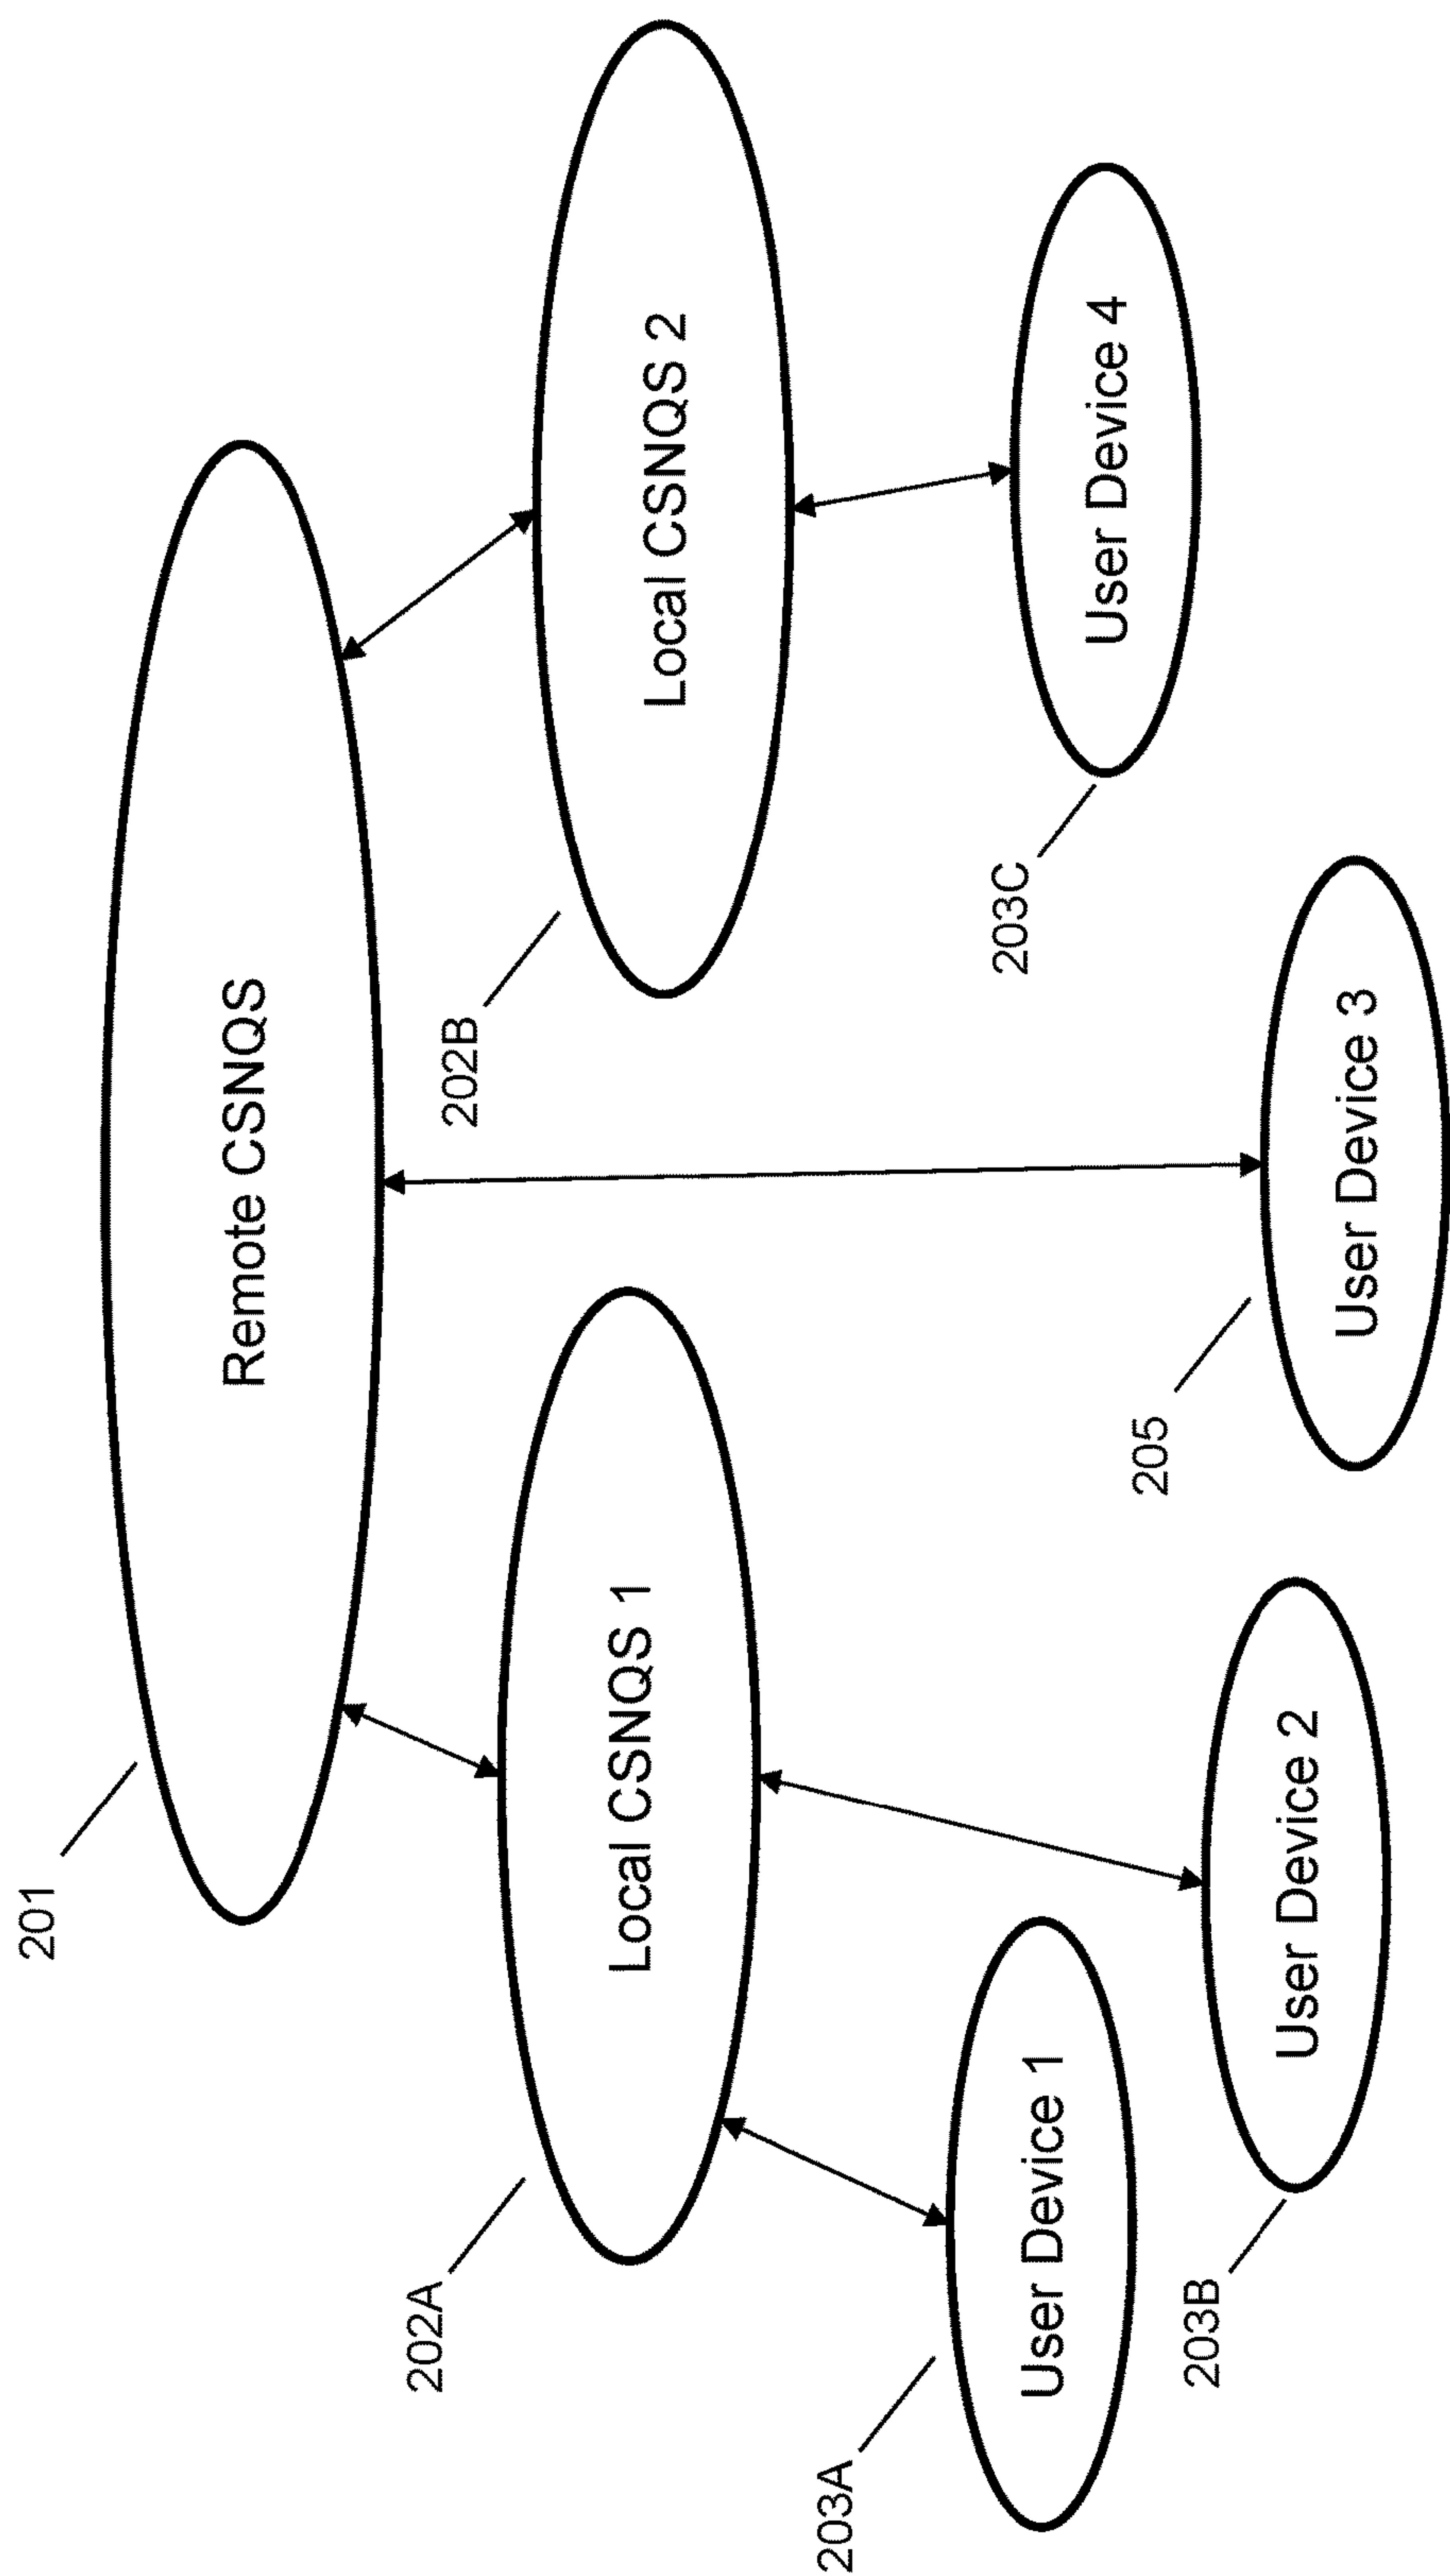 201
Remote CSNQS
202A
Local CSNQS 1
202B
Local CSNQS 2
203A
User Device 1
203B
User Device 2
205
User Device 3
203C
User Device 4